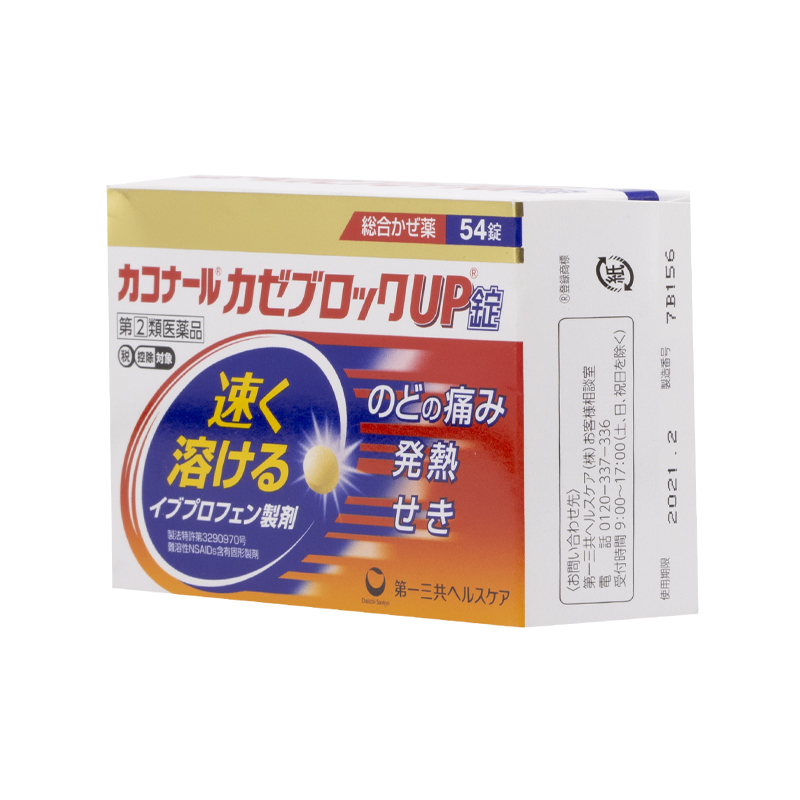 総合かぜ薬 54錠
カコナール® カゼブロックUP®錠
指定②類医薬品
税 控除 対象
速く
溶ける
イブプロフェン製剤
製法特許第3290970号
難溶性NSAIDs含有固形製剤
のどの痛み
発熱
せき
Daiichi-Sankyo
第一三共ヘルスケア
®登録商標
紙
〈お問い合わせ先〉
第一三共ヘルスケア(株)お客様相談室
電 話 0120-337-336
受付時間 9:00~17:00(土、日、祝日を除く)
製造番号 7B156
使用期限 2021.2